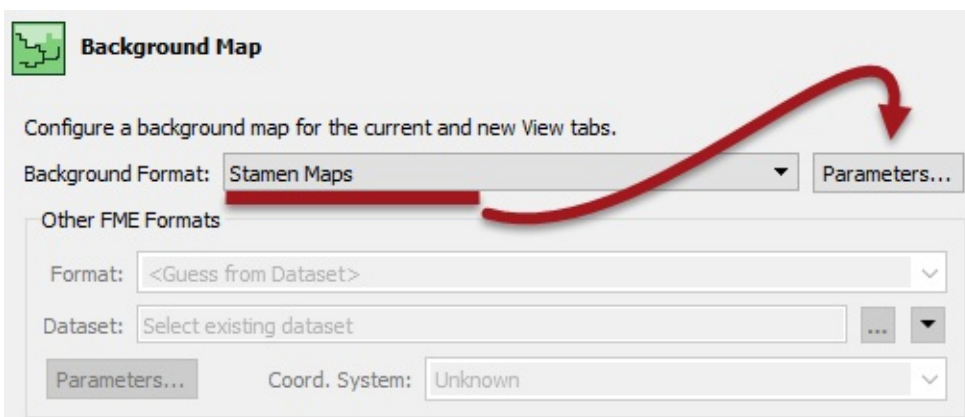 Background Map
Configure a background map for the current and new View tabs.
Background Format: Stamen Maps Parameters...
Other FME Formats
Format: <Guess from Dataset>
Dataset: Select existing dataset ...
Parameters... Coord. System: Unknown